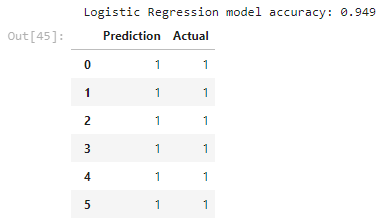 Logistic Regression model accuracy: 0.949
Out[45]:
Prediction Actual
0 1 1
1 1 1
2 1 1
3 1 1
4 1 1
5 1 1